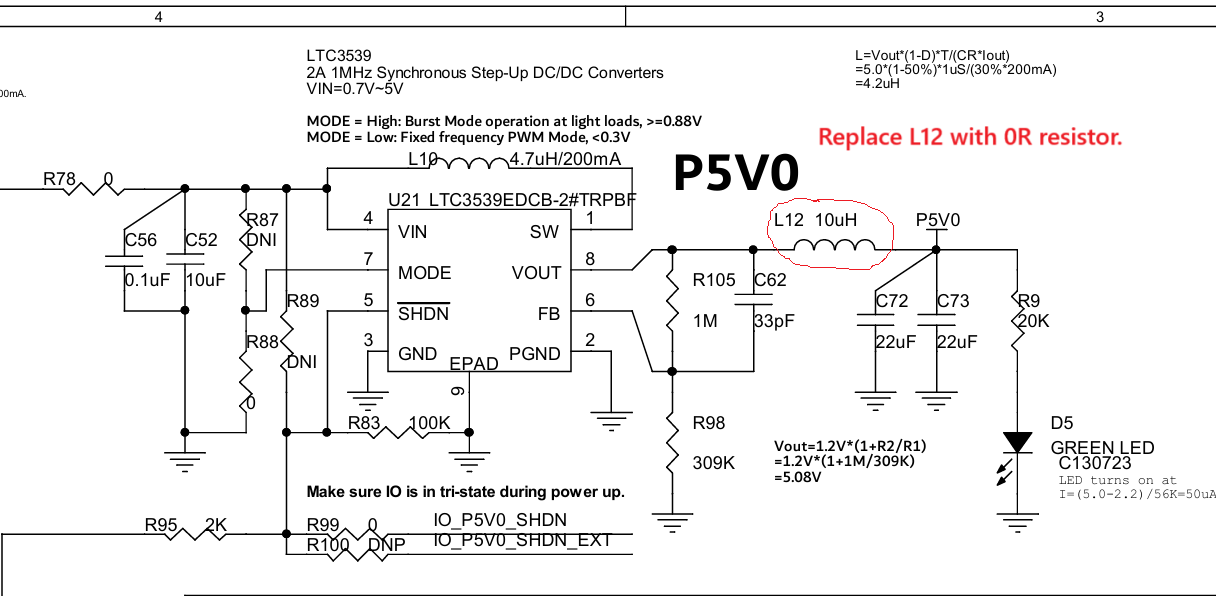 4
3
LTC3539
2A 1MHz Synchronous Step-Up DC/DC Converters
VIN=0.7V~5V
L=Vout*(1-D)*T/(CR*Iout)
=5.0*(1-50%)*1uS/(30%*200mA)
=4.2uH
00mA.
MODE = High: Burst Mode operation at light loads, >=0.88V
MODE = Low: Fixed frequency PWM Mode, <0.3V
Replace L12 with 0R resistor.
L10 4.7uH/200mA
P5V0
R78 0
U21 LTC3539EDCB-2#TRPBF
4 VIN SW 1
7 MODE VOUT 8
5 SHDN FB 6
3 GND PGND 2
EPAD
9
L12 10uH
P5V0
R87
DNI
C56
0.1uF
C52
10uF
R89
DNI
R88
0
R105
1M
C62
33pF
C72
22uF
C73
22uF
R9
20K
R83 100K
R98
309K
Vout=1.2V*(1+R2/R1)
=1.2V*(1+1M/309K)
=5.08V
D5
GREEN LED
C130723
LED turns on at
I=(5.0-2.2)/56K=50uA
Make sure IO is in tri-state during power up.
R95 2K
R99 0 IO_P5V0_SHDN
R100 DNP IO_P5V0_SHDN_EXT